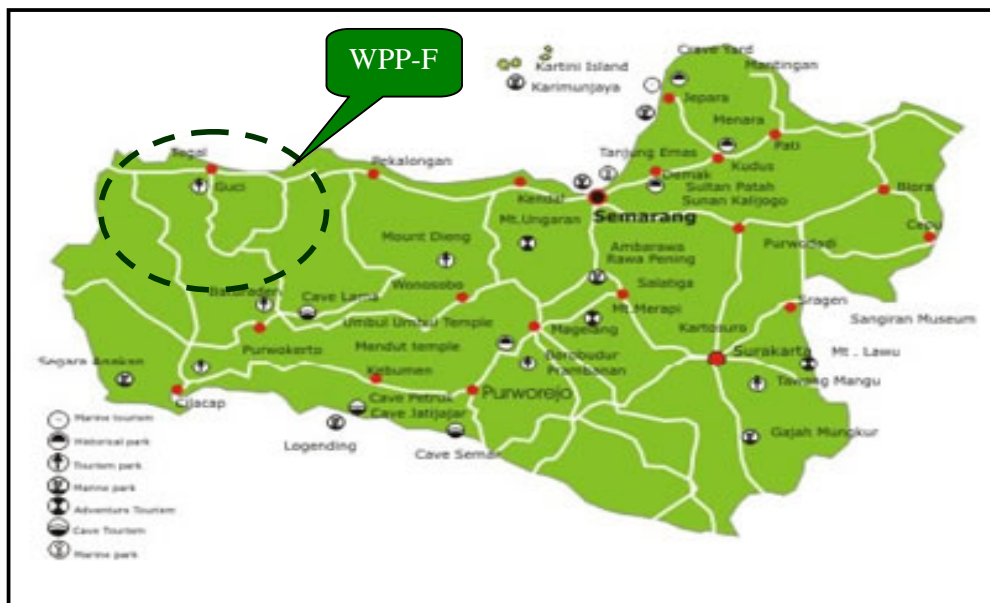 WPP-F
Crave Yard
Mantingan
Kartini Island
Karimunjaya
Jepara
Menara
Pati
Tegal
Pekalongan
Tanjung Emas
Kudus
Guci
Demak
Blora
Kendal
Sultan Patah
Sunan Kalijogo
Semarang
Mt.Ungaran
Cepu
Mount Dieng
Ambarawa
Purwodadi
Rawa Pening
Baturaden
Cave Lama
Wonosobo
Salatiga
Mt.Merapi
Sragen
Umbul Umbul Temple
Magelang
Kartosuro
Sangiran Museum
Purwokerto
Mendut temple
Surakarta
Mt . Lawu
Segara Anakan
Borobudur
Prambanan
Kebumen
Tawang Mangu
Cilacap
Cave Petruk
Purworejo
Cave Jatijajar
Marine tourism
Gajah Mungkur
Historical park
Logending
Cave Semar
Tourism park
Marine park
Adventure Tourism
Cave Tourism
Marine park